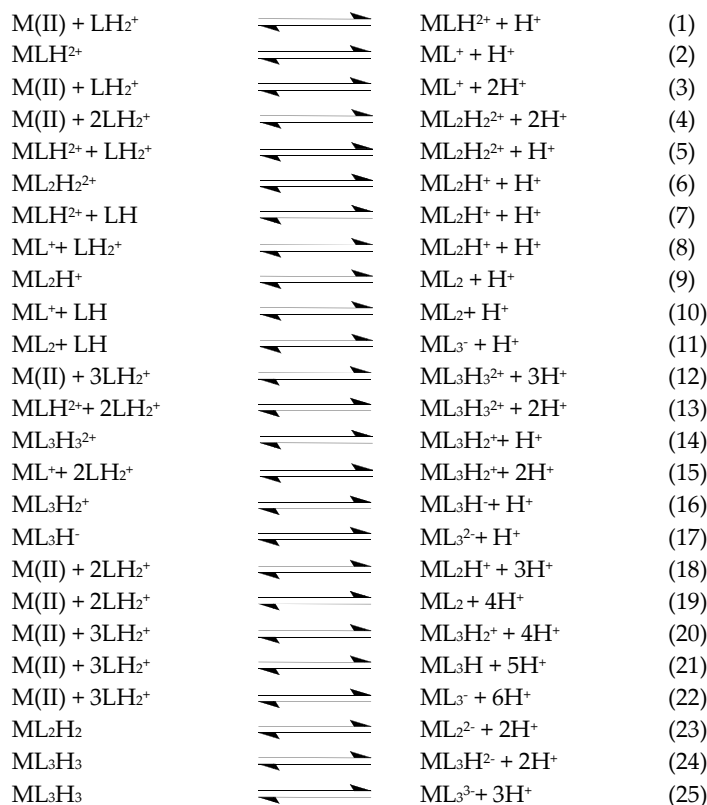 M(II) + LH₂⁺ ⇌ MLH²⁺ + H⁺ (1)
MLH²⁺ ⇌ ML⁺ + H⁺ (2)
M(II) + LH₂⁺ ⇌ ML⁺ + 2H⁺ (3)
M(II) + 2LH₂⁺ ⇌ ML₂H₂²⁺ + 2H⁺ (4)
MLH²⁺ + LH₂⁺ ⇌ ML₂H₂²⁺ + H⁺ (5)
ML₂H₂²⁺ ⇌ ML₂H⁺ + H⁺ (6)
MLH²⁺ + LH ⇌ ML₂H⁺ + H⁺ (7)
ML⁺+ LH₂⁺ ⇌ ML₂H⁺ + H⁺ (8)
ML₂H⁺ ⇌ ML₂ + H⁺ (9)
ML⁺+ LH ⇌ ML₂+ H⁺ (10)
ML₂+ LH ⇌ ML₃⁻ + H⁺ (11)
M(II) + 3LH₂⁺ ⇌ ML₃H₃²⁺ + 3H⁺ (12)
MLH²⁺+ 2LH₂⁺ ⇌ ML₃H₃²⁺ + 2H⁺ (13)
ML₃H₃²⁺ ⇌ ML₃H₂⁺+ H⁺ (14)
ML⁺+ 2LH₂⁺ ⇌ ML₃H₂⁺+ 2H⁺ (15)
ML₃H₂⁺ ⇌ ML₃H⁻+ H⁺ (16)
ML₃H⁻ ⇌ ML₃²⁻+ H⁺ (17)
M(II) + 2LH₂⁺ ⇌ ML₂H⁺ + 3H⁺ (18)
M(II) + 2LH₂⁺ ⇌ ML₂ + 4H⁺ (19)
M(II) + 3LH₂⁺ ⇌ ML₃H₂⁺ + 4H⁺ (20)
M(II) + 3LH₂⁺ ⇌ ML₃H + 5H⁺ (21)
M(II) + 3LH₂⁺ ⇌ ML₃⁻ + 6H⁺ (22)
ML₂H₂ ⇌ ML₂²⁻ + 2H⁺ (23)
ML₃H₃ ⇌ ML₃H²⁻ + 2H⁺ (24)
ML₃H₃ ⇌ ML₃³⁻ + 3H⁺ (25)